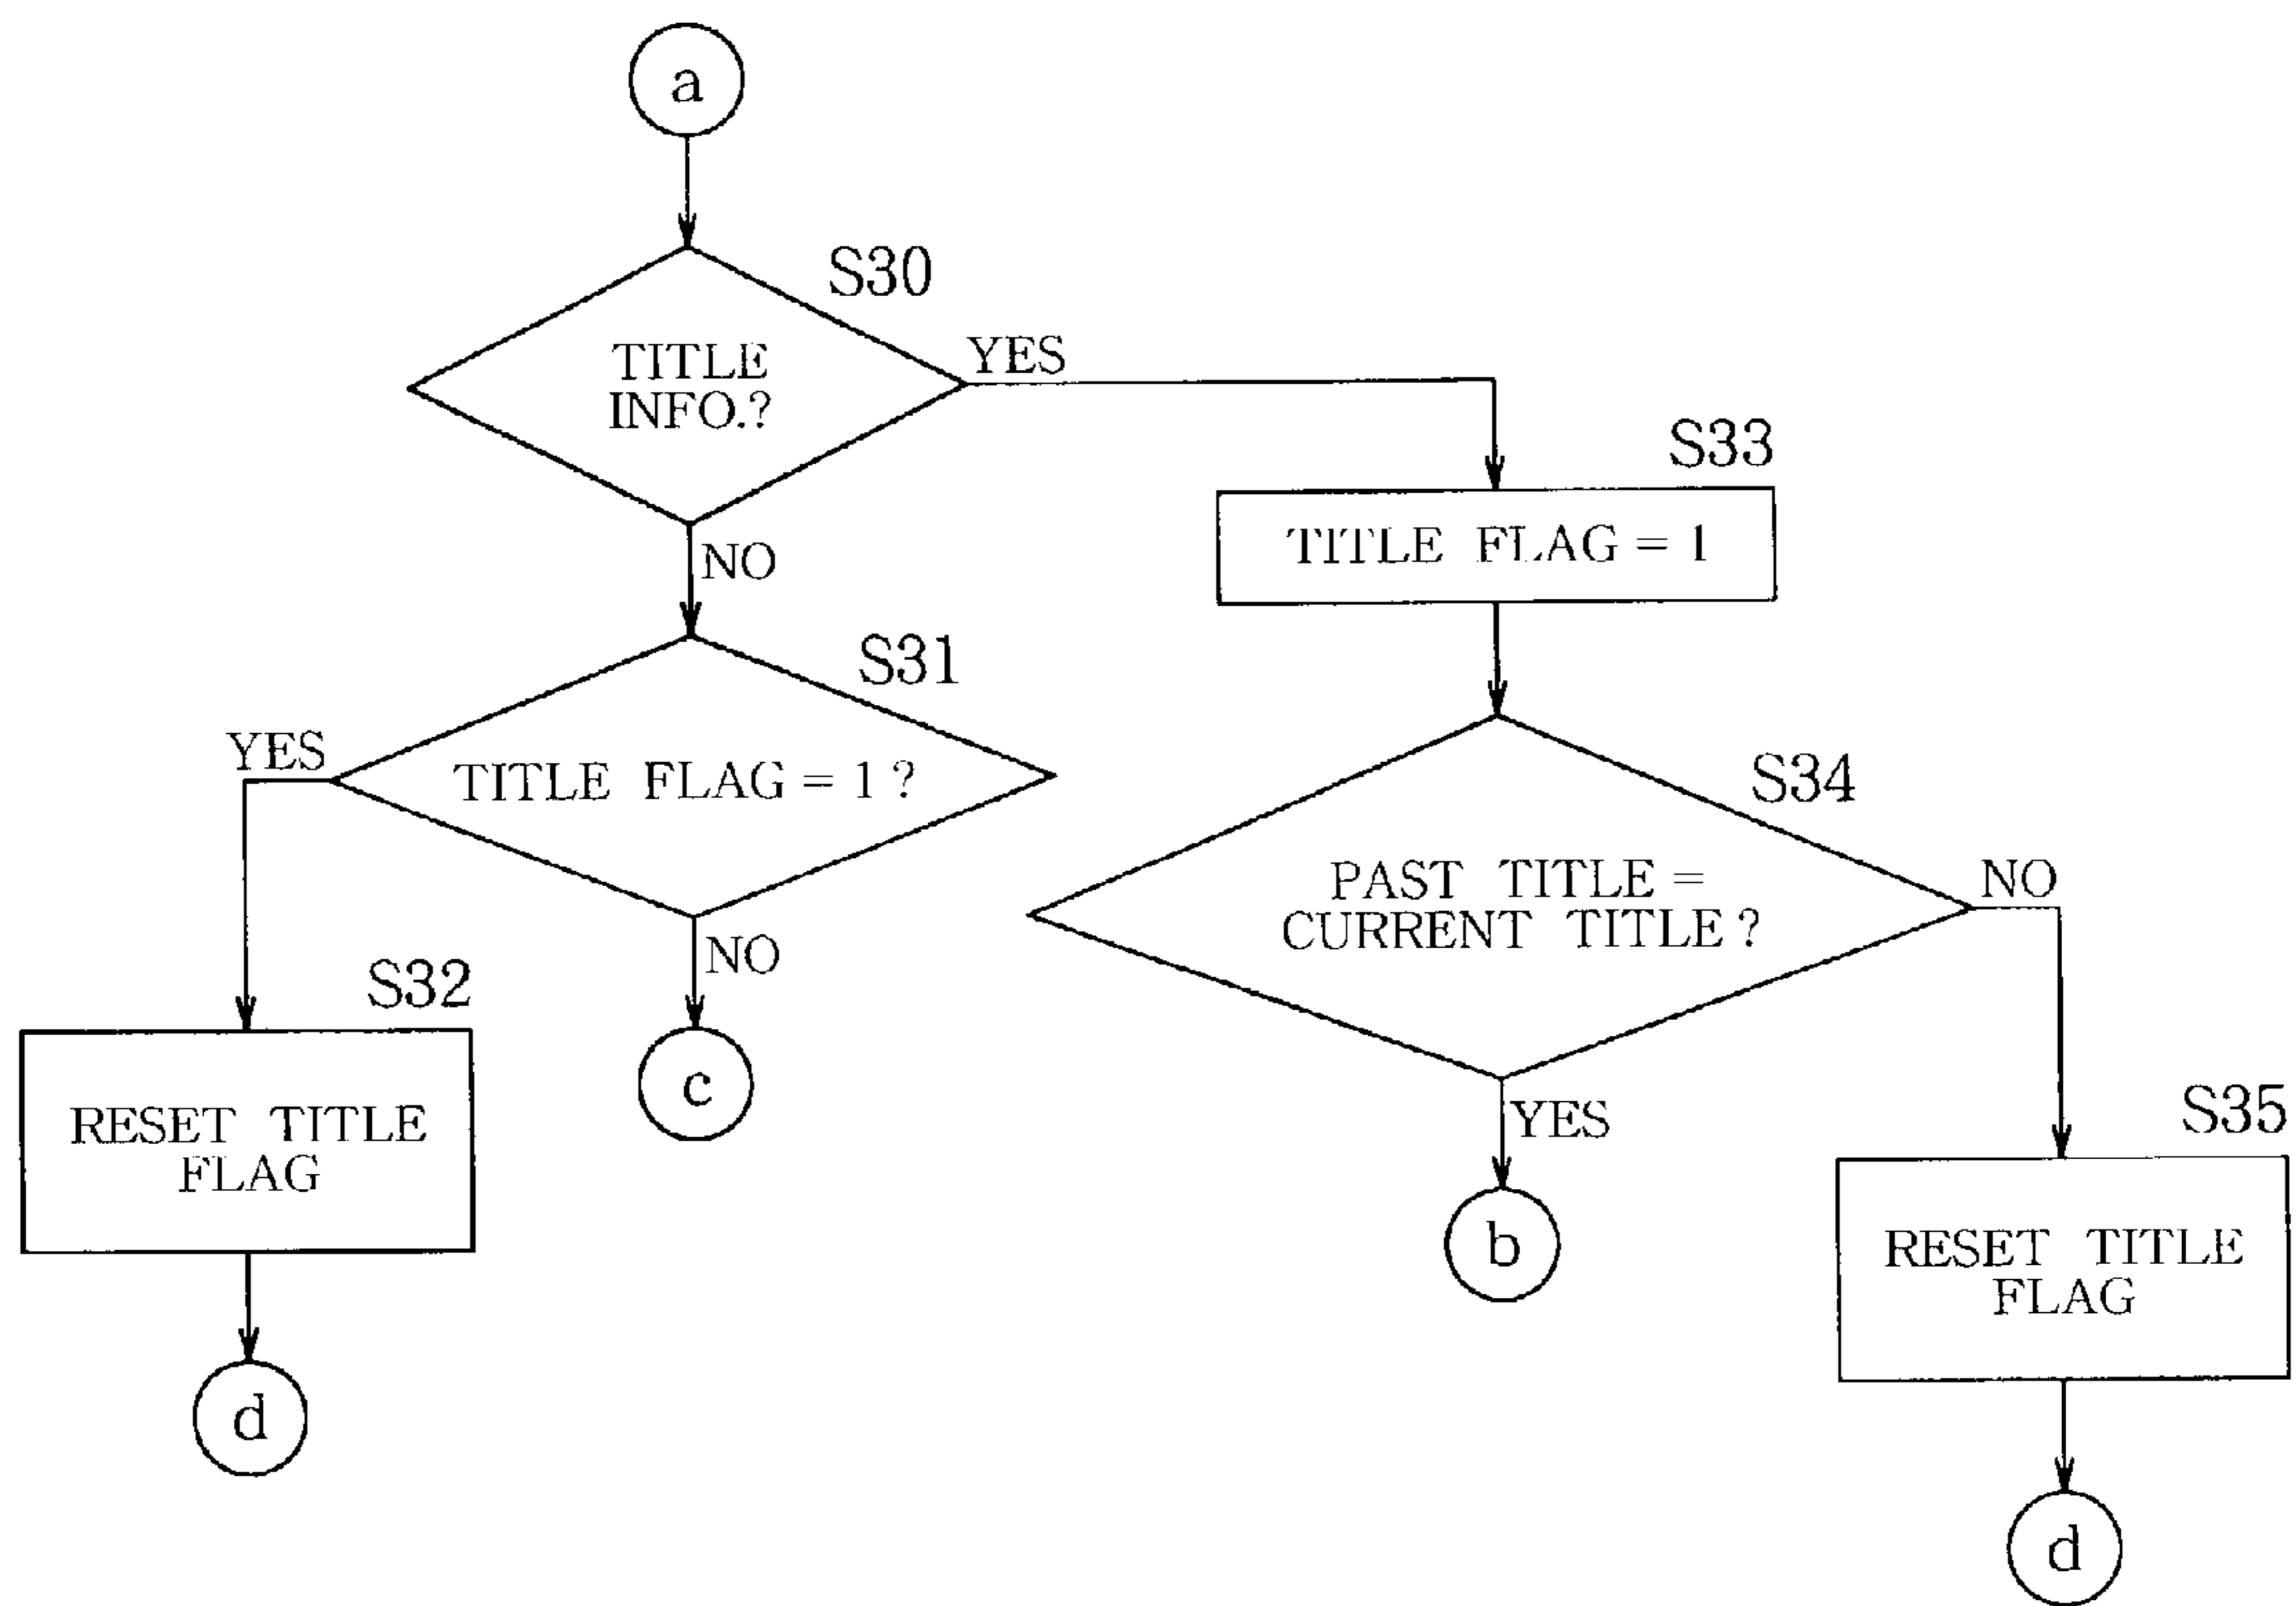 a
S30
TITLE
INFO.?
YES
NO
S33
TITLE FLAG = 1
S31
YES
TITLE FLAG = 1 ?
NO
c
S32
RESET TITLE
FLAG
d
S34
PAST TITLE =
CURRENT TITLE ?
NO
YES
b
S35
RESET TITLE
FLAG
d